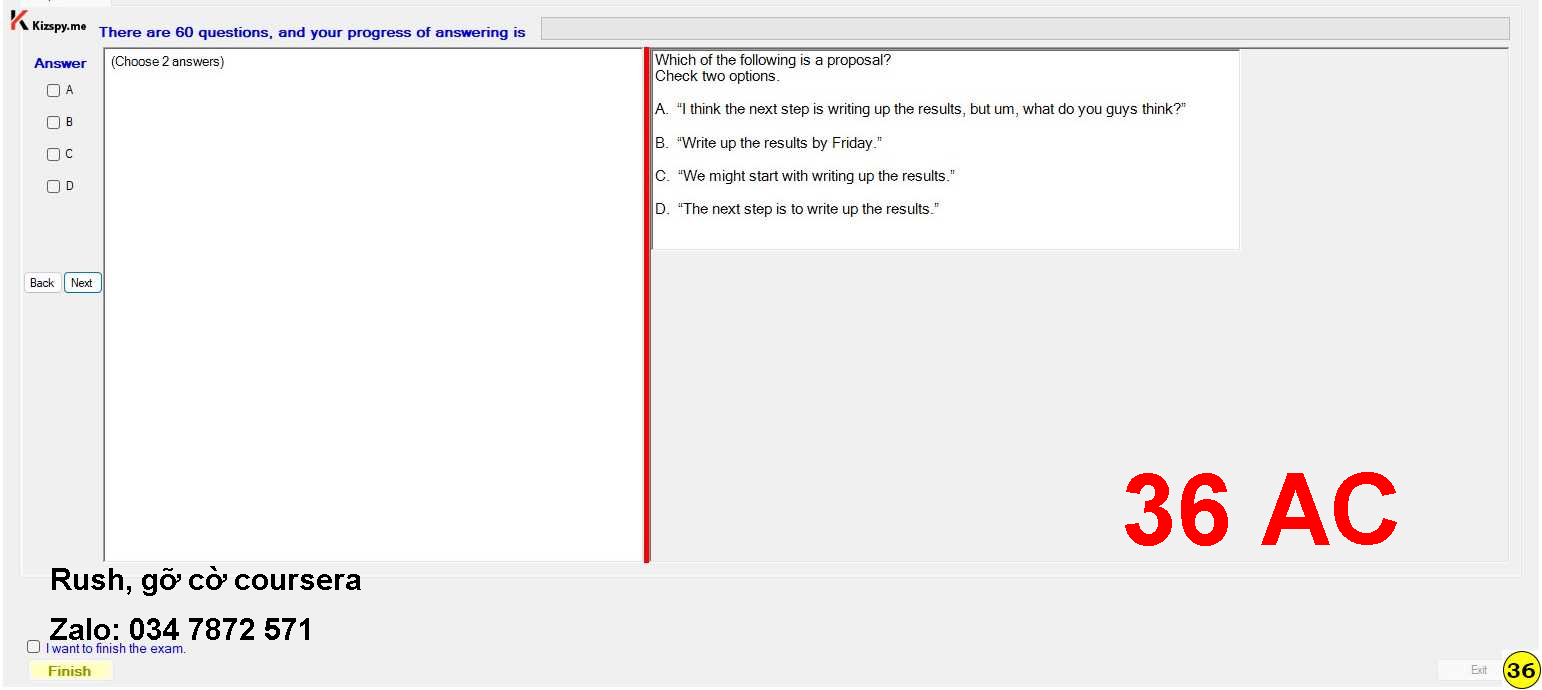 Kizspy.me
There are 60 questions, and your progress of answering is
Answer
A
B
C
D
Back
Next
(Choose 2 answers)
Which of the following is a proposal?
Check two options.
A. “I think the next step is writing up the results, but um, what do you guys think?”
B. “Write up the results by Friday.”
C. “We might start with writing up the results.”
D. “The next step is to write up the results.”
36 AC
Rush, gỡ cờ coursera
Zalo: 034 7872 571
I want to finish the exam.
Finish
Exit
36